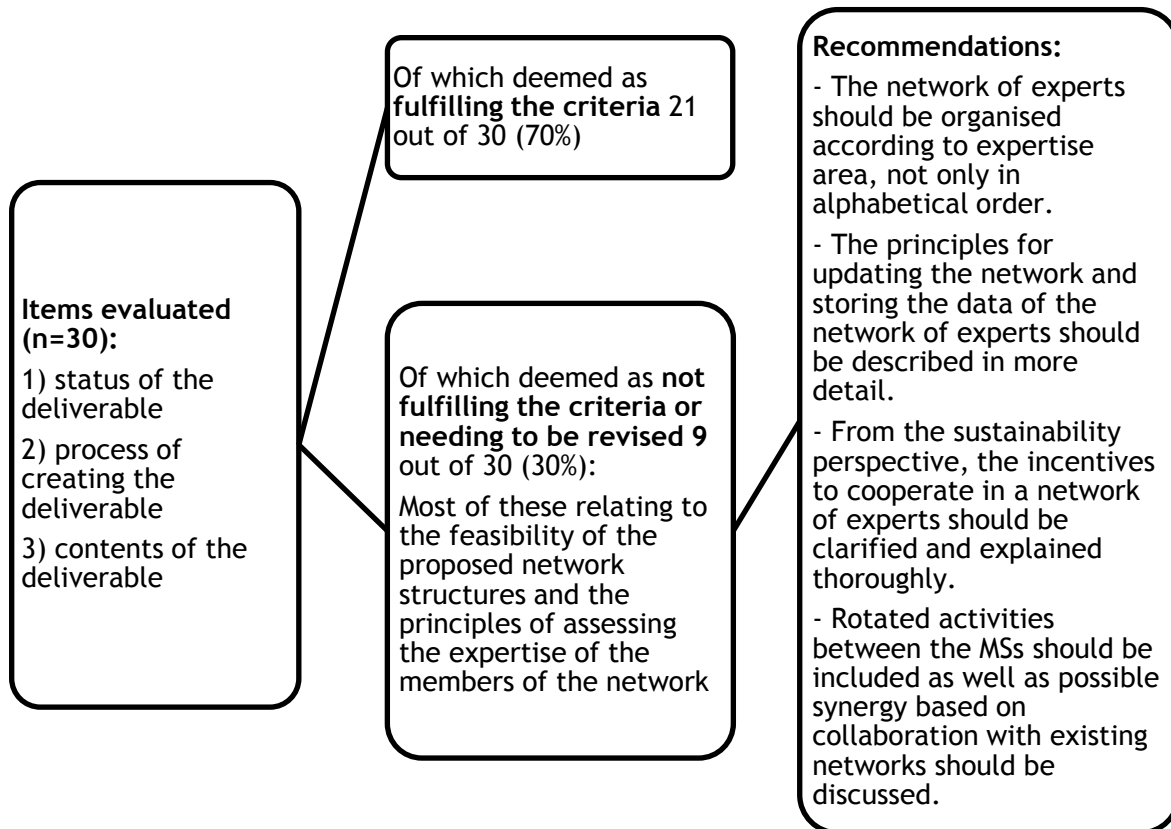 Items evaluated
(n=30):
1) status of the
deliverable
2) process of
creating the
deliverable
3) contents of the
deliverable
Of which deemed as
fulfilling the criteria 21
out of 30 (70%)
Of which deemed as not
fulfilling the criteria or
needing to be revised 9
out of 30 (30%):
Most of these relating to
the feasibility of the
proposed network
structures and the
principles of assessing
the expertise of the
members of the network
Recommendations:
- The network of experts
should be organised
according to expertise
area, not only in
alphabetical order.
- The principles for
updating the network and
storing the data of the
network of experts should
be described in more
detail.
- From the sustainability
perspective, the incentives
to cooperate in a network
of experts should be
clarified and explained
thoroughly.
- Rotated activities
between the MSs should be
included as well as possible
synergy based on
collaboration with existing
networks should be
discussed.